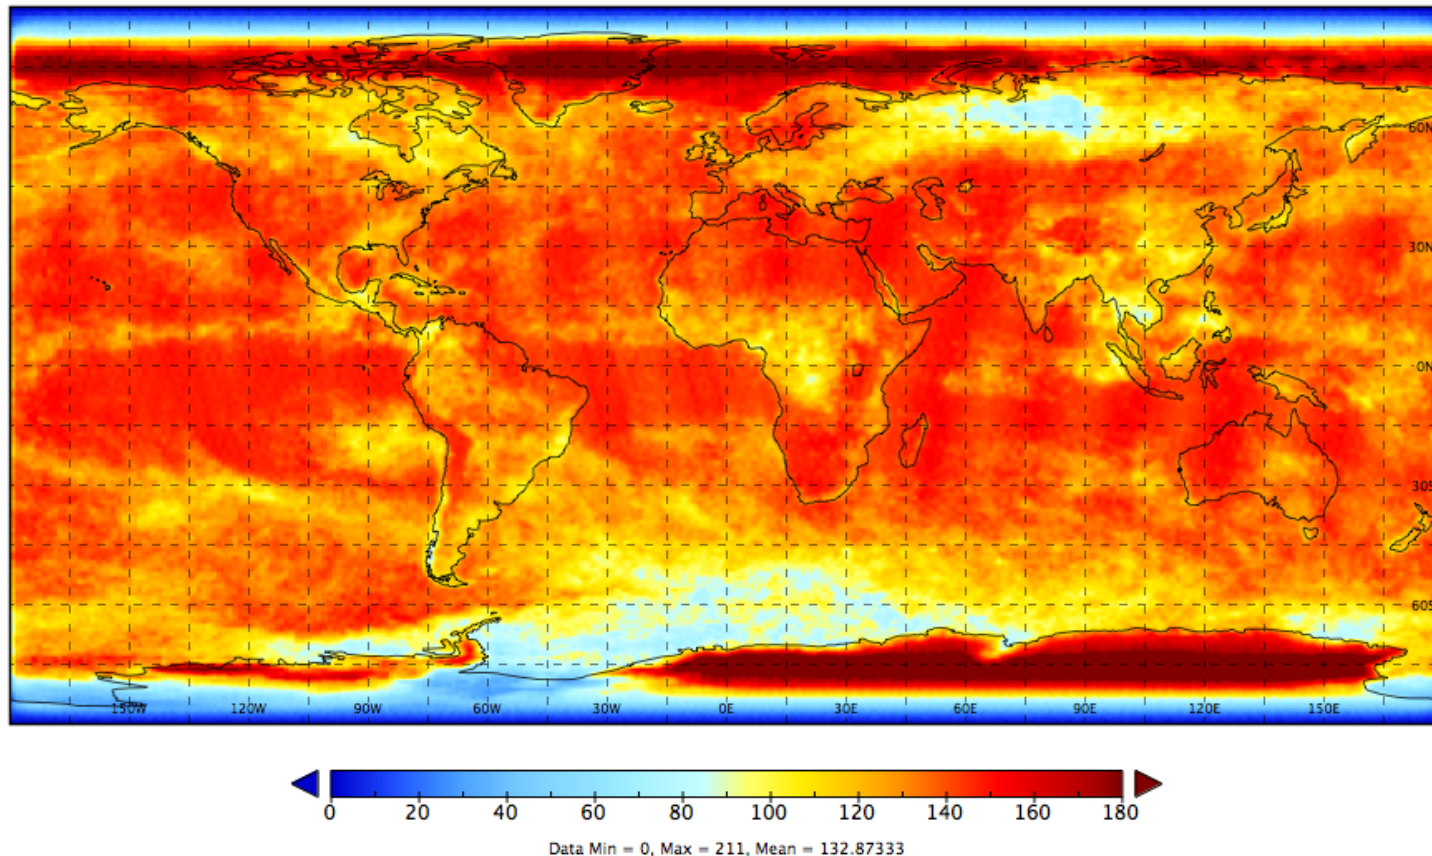 60N
30N
0N
30S
60S
150W 120W 90W 60W 30W 0E 30E 60E 90E 120E 150E
0 20 40 60 80 100 120 140 160 180
Data Min = 0, Max = 211, Mean = 132.87333